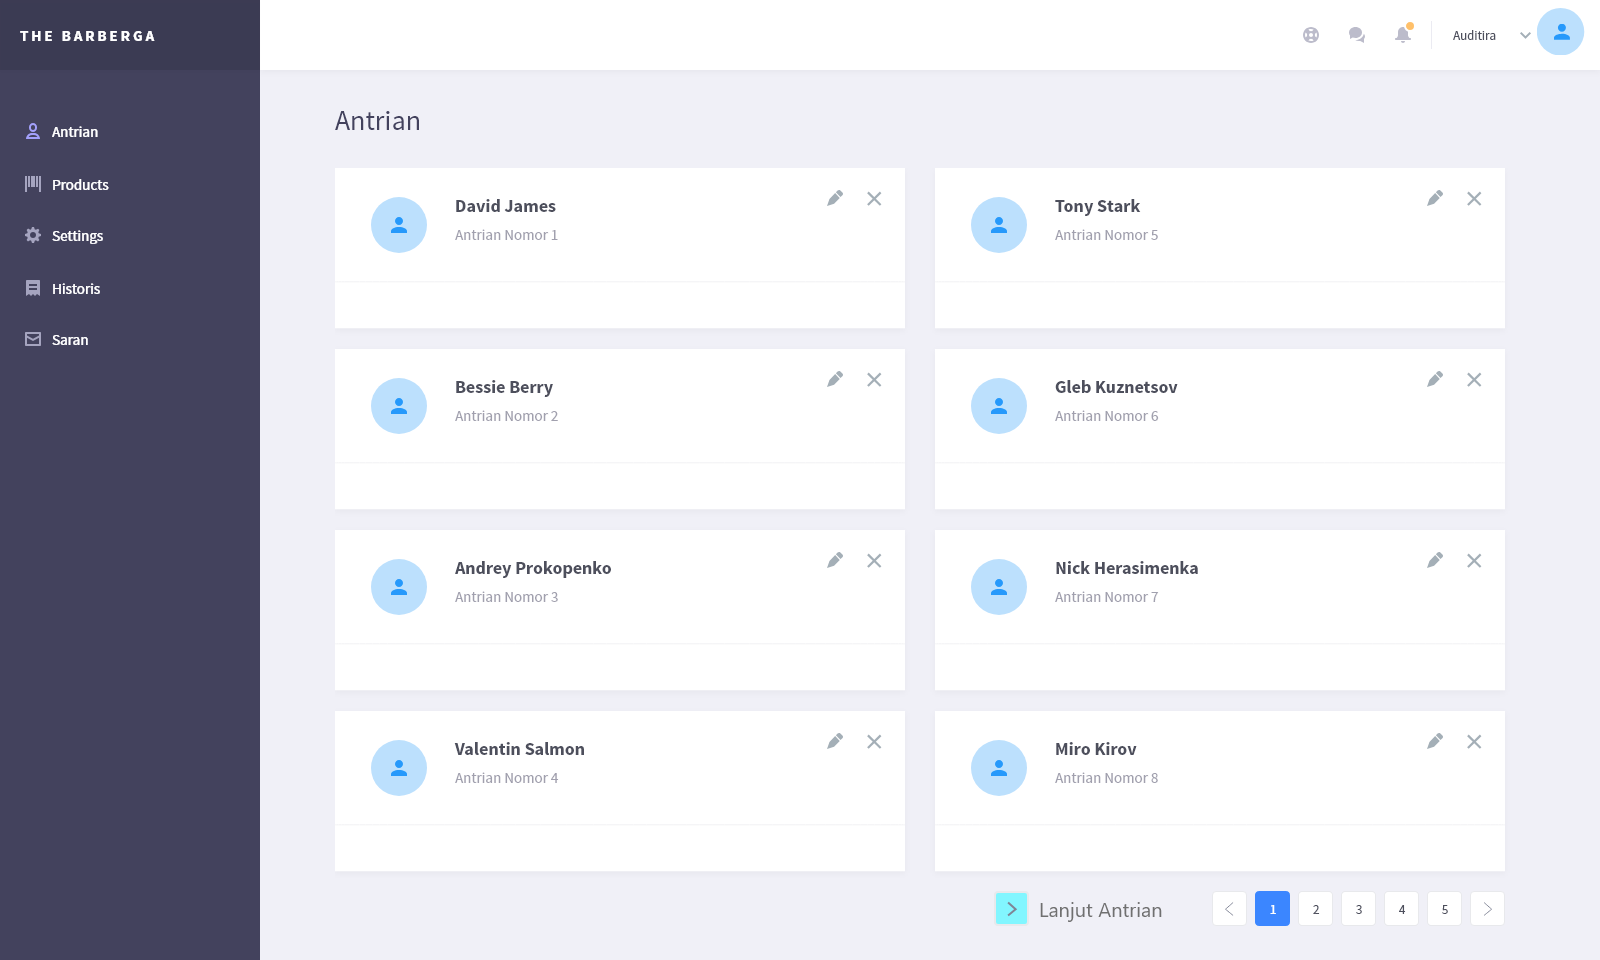 THE BARBERGA
Auditira
Antrian
Products
Settings
Historis
Saran
Antrian
David James
Antrian Nomor 1
Tony Stark
Antrian Nomor 5
Bessie Berry
Antrian Nomor 2
Gleb Kuznetsov
Antrian Nomor 6
Andrey Prokopenko
Antrian Nomor 3
Nick Herasimenka
Antrian Nomor 7
Valentin Salmon
Antrian Nomor 4
Miro Kirov
Antrian Nomor 8
Lanjut Antrian
1 2 3 4 5